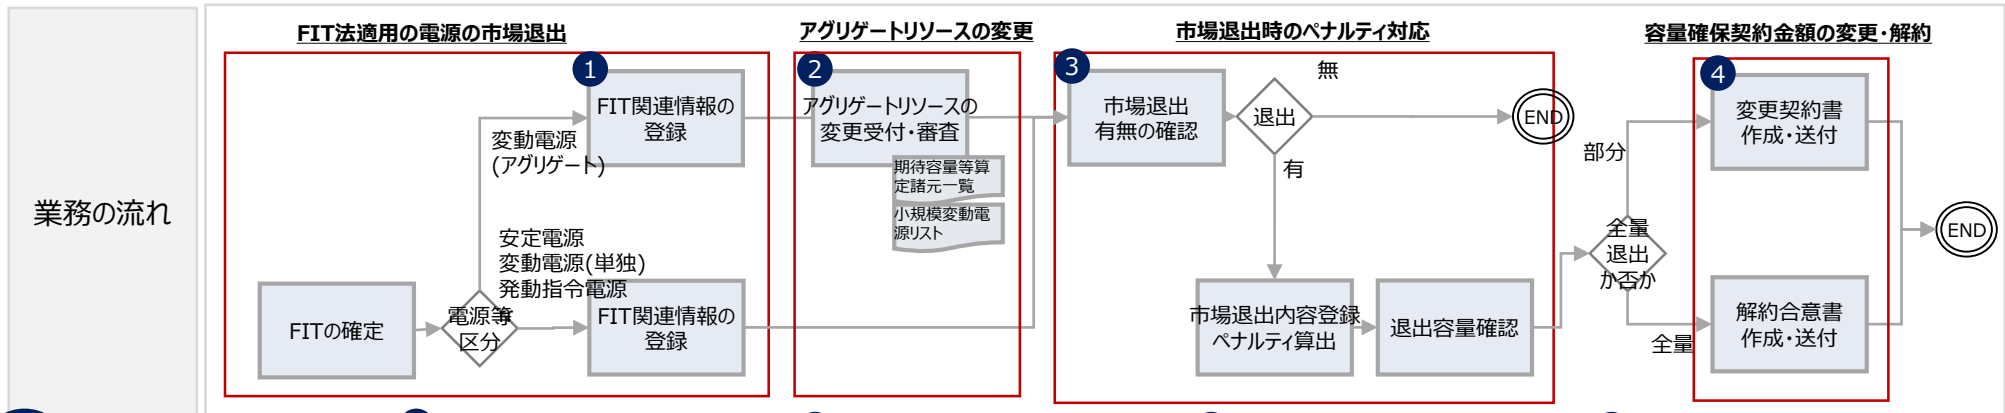 業務の流れ
FIT法適用の電源の市場退出
1
FIT関連情報の
登録
変動電源
(アグリゲート)
安定電源
変動電源(単独)
発動指令電源
FITの確定
電源等
区分
FIT関連情報の
登録
アグリゲートリソースの変更
2
アグリゲートリソースの
変更受付・審査
期待容量等算
定諸元一覧
小規模変動電
源リスト
市場退出時のペナルティ対応
3
市場退出
有無の確認
退出
無
END
有
市場退出内容登録
ペナルティ算出
退出容量確認
容量確保契約金額の変更・解約
全量
退出
か否か
部分
全量
4
変更契約書
作成・送付
解約合意書
作成・送付
END